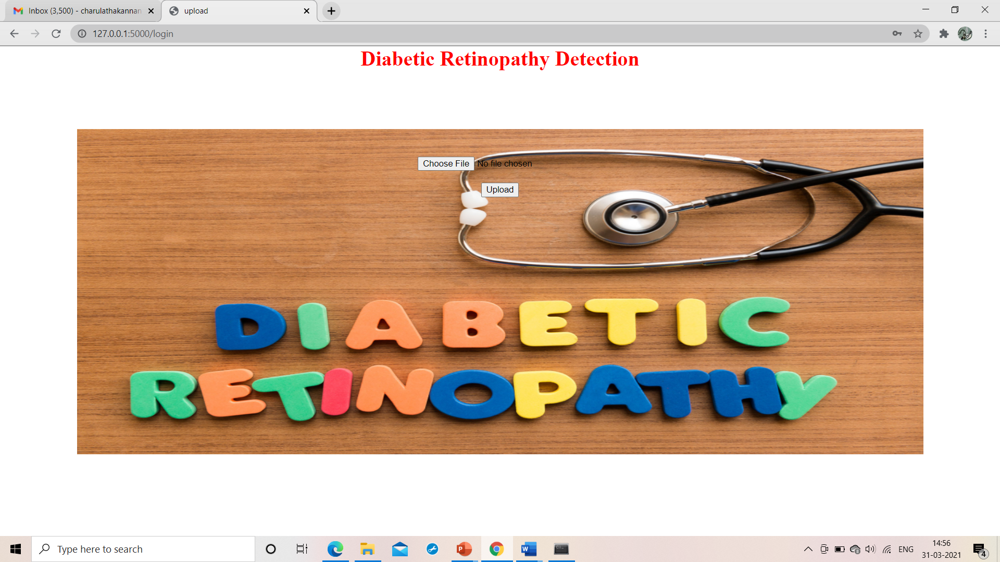 Inbox (3,500) - charulathakannan
upload
127.0.0.1:5000/login
Diabetic Retinopathy Detection
Choose File No file chosen
Upload
DIABETIC
RETINOPATHY
Type here to search
ENG
14:56
31-03-2021
4